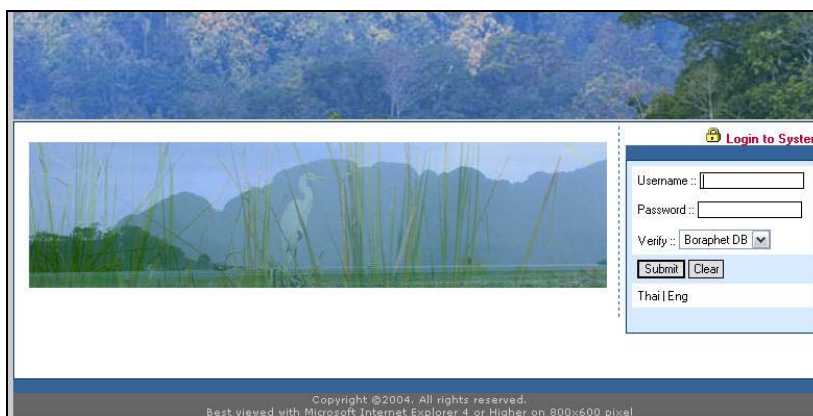 Login to System
Username ::
Password ::
Verify :: Boraphet DB
Submit Clear
Thai | Eng
Copyright ©2004. All rights reserved.
Best viewed with Microsoft Internet Explorer 4 or Higher on 800x600 pixel